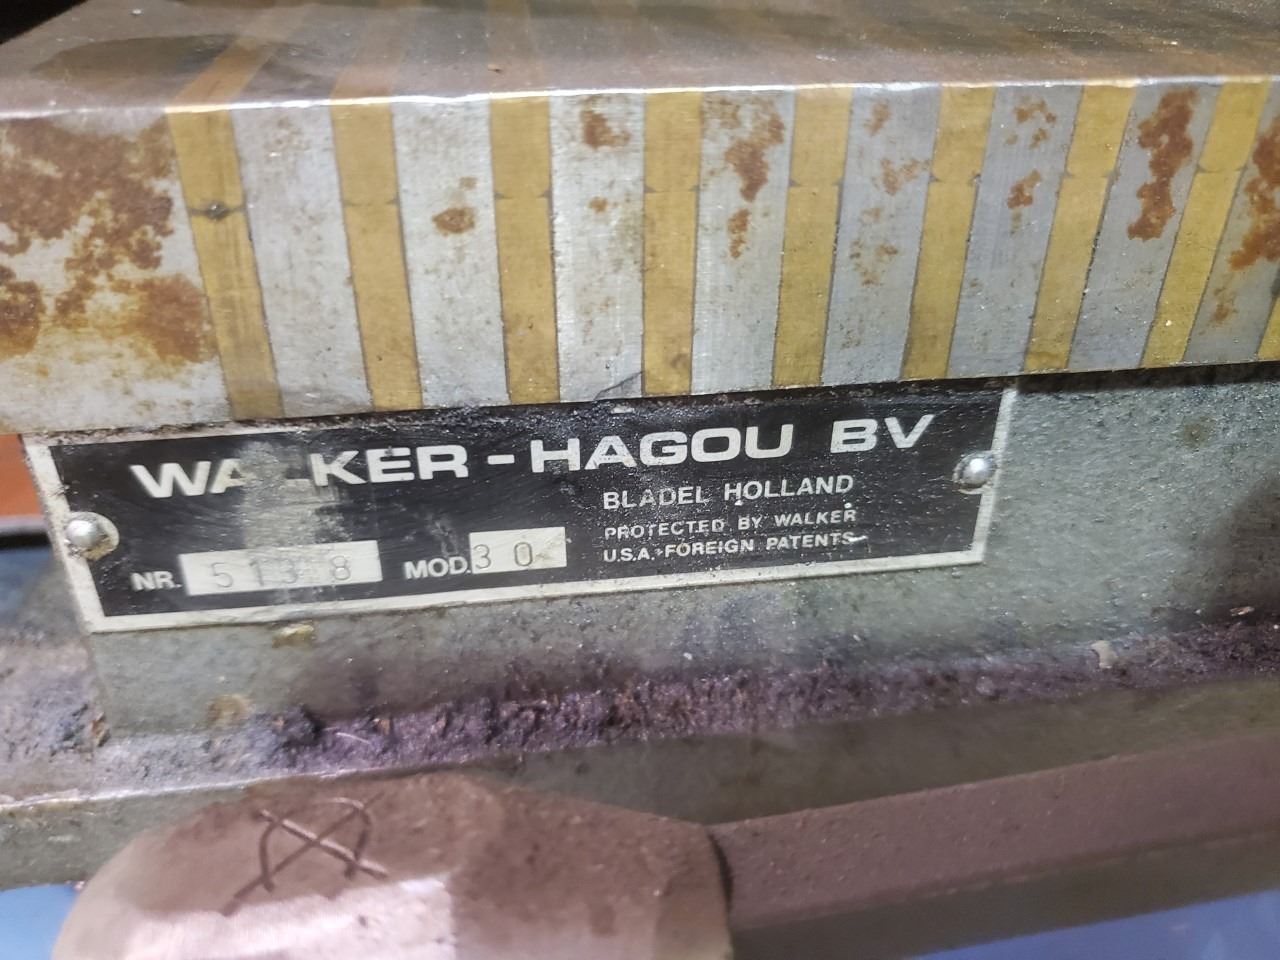 WALKER-HAGOU BV
BLADEL HOLLAND
PROTECTED BY WALKER
U.S.A.+FOREIGN PATENTS
NR. 5138 MOD. 30